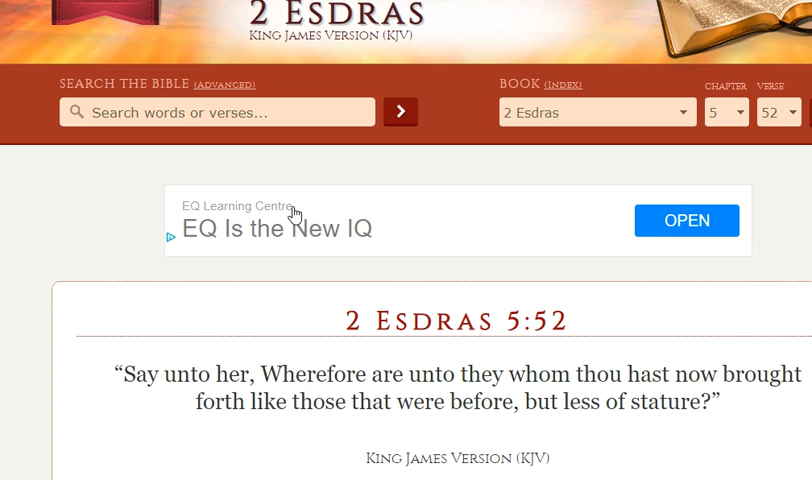 2 Esdras
King James Version (KJV)
Search the Bible (Advanced)
Book (Index)
Chapter
Verse
Search words or verses...
2 Esdras
5
52
EQ Learning Centre
EQ Is the New IQ
OPEN
2 Esdras 5:52
“Say unto her, Wherefore are unto they whom thou hast now brought
forth like those that were before, but less of stature?”
King James Version (KJV)